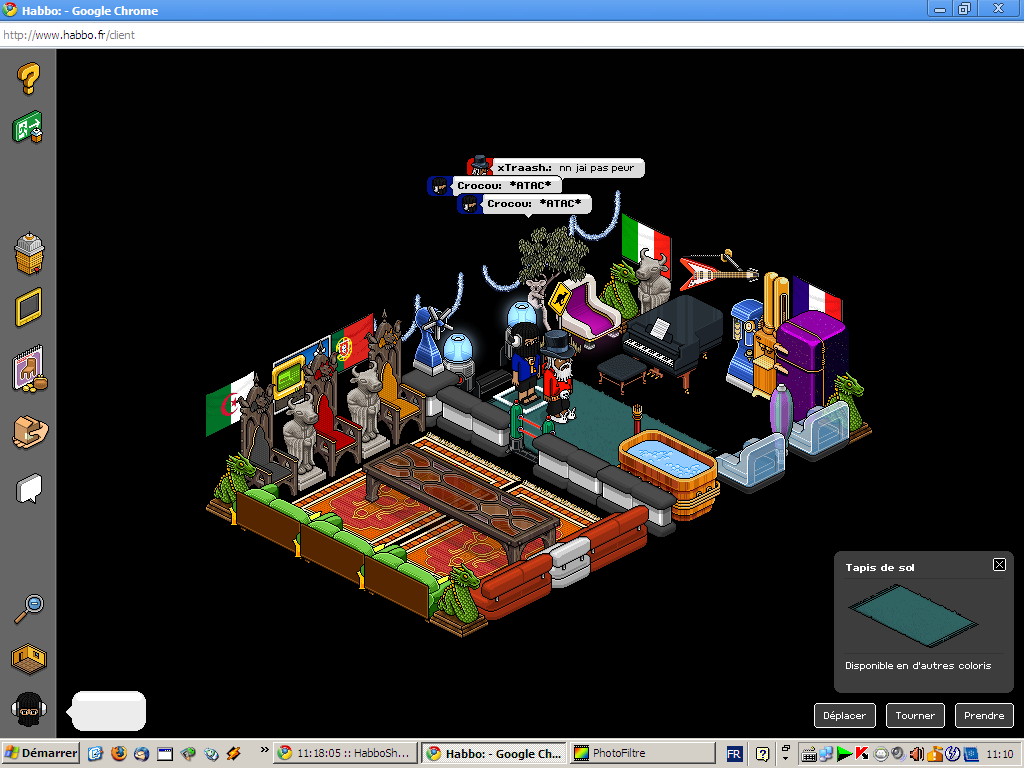 Habbo: - Google Chrome
http://www.habbo.fr/client
xTraash.: nn jai pas peur
Crocou: *ATAC*
Crocou: *ATAC*
Tapis de sol
Disponible en d'autres coloris
Déplacer
Tourner
Prendre
Démarrer
»
11:18:05 :: HabboSh...
Habbo: - Google Ch...
PhotoFiltre
FR
11:10